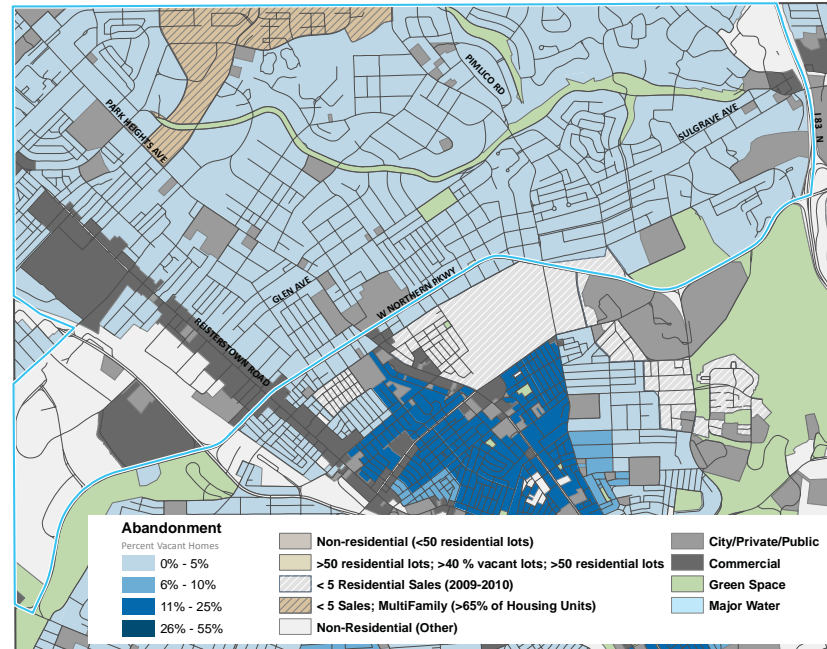 PIMLICO RD
PARK HEIGHTS AVE
SULGRAVE AVE
I 83 N
GLEN AVE
W NORTHERN PKWY
REISTERSTOWN ROAD
Abandonment
Percent Vacant Homes
0% - 5%
6% - 10%
11% - 25%
26% - 55%
Non-residential (<50 residential lots)
>50 residential lots; >40 % vacant lots; >50 residential lots
< 5 Residential Sales (2009-2010)
< 5 Sales; MultiFamily (>65% of Housing Units)
Non-Residential (Other)
City/Private/Public
Commercial
Green Space
Major Water